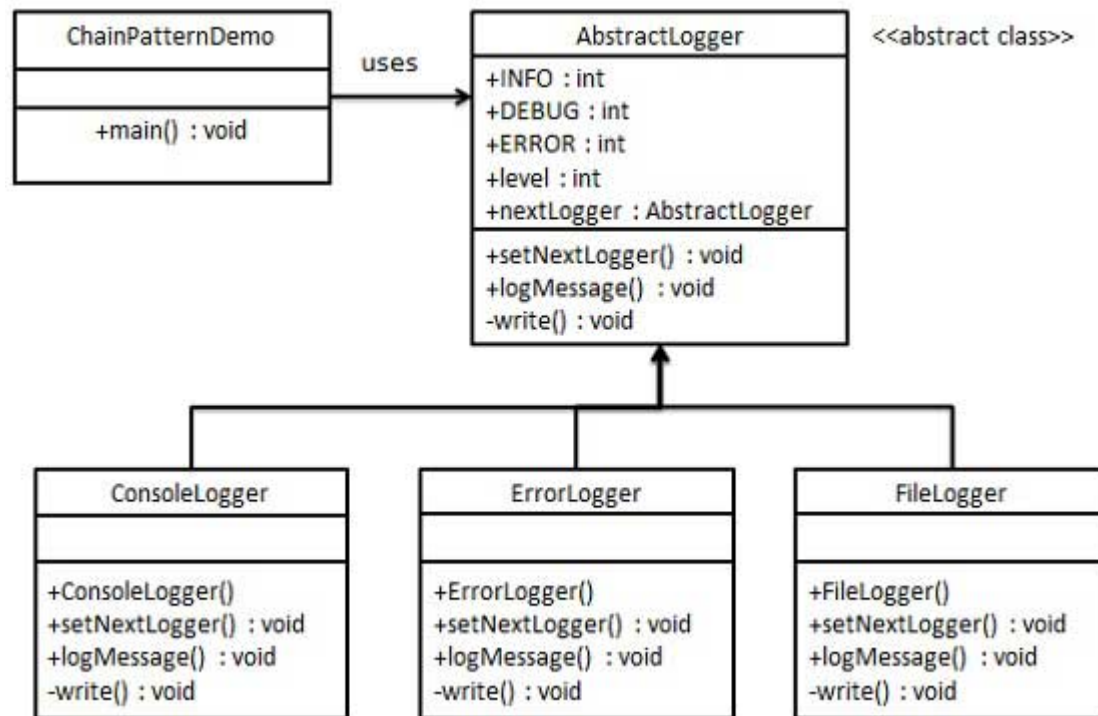 ChainPatternDemo
+main() : void
uses
AbstractLogger
+INFO : int
+DEBUG : int
+ERROR : int
+level : int
+nextLogger : AbstractLogger
+setNextLogger() : void
+logMessage() : void
-write() : void
<<abstract class>>
ConsoleLogger
+ConsoleLogger()
+setNextLogger() : void
+logMessage() : void
-write() : void
ErrorLogger
+ErrorLogger()
+setNextLogger() : void
+logMessage() : void
-write() : void
FileLogger
+FileLogger()
+setNextLogger() : void
+logMessage() : void
-write() : void